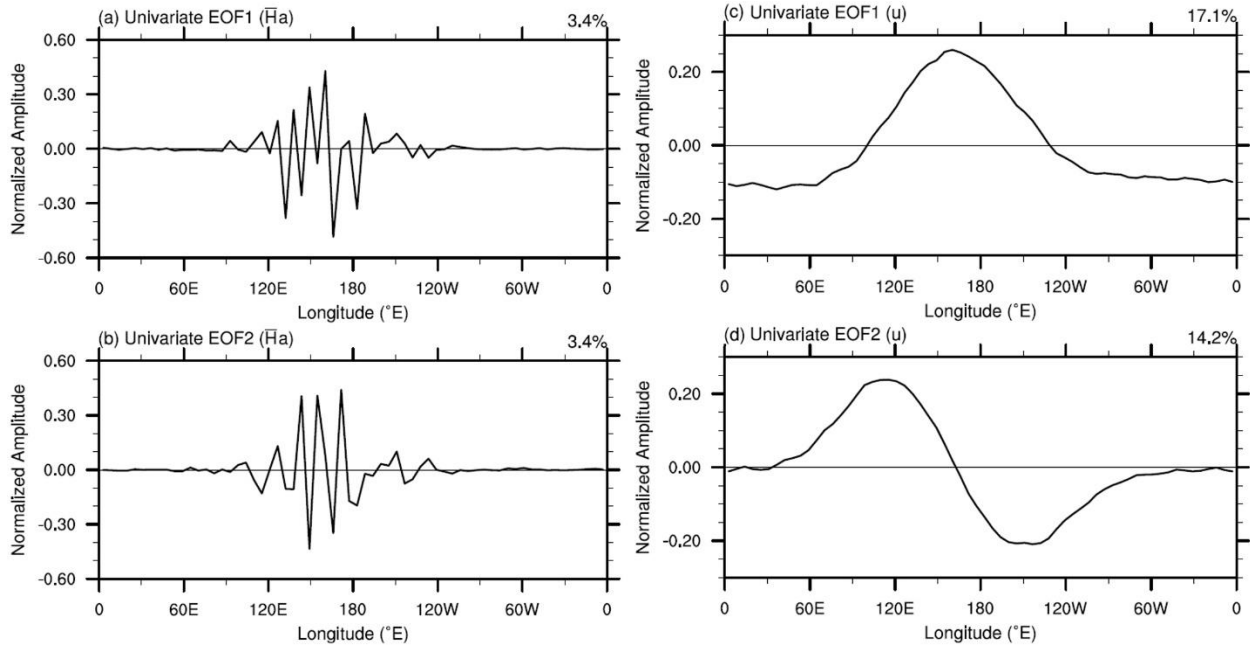 (a) Univariate EOF1 (H̅a) 3.4%
0.60
0.30
0.00
-0.30
-0.60
Normalized Amplitude
0 60E 120E 180 120W 60W 0
Longitude (°E)
(b) Univariate EOF2 (H̅a) 3.4%
0.60
0.30
0.00
-0.30
-0.60
Normalized Amplitude
0 60E 120E 180 120W 60W 0
Longitude (°E)
(c) Univariate EOF1 (u) 17.1%
0.20
0.00
-0.20
Normalized Amplitude
0 60E 120E 180 120W 60W 0
Longitude (°E)
(d) Univariate EOF2 (u) 14.2%
0.20
0.00
-0.20
Normalized Amplitude
0 60E 120E 180 120W 60W 0
Longitude (°E)